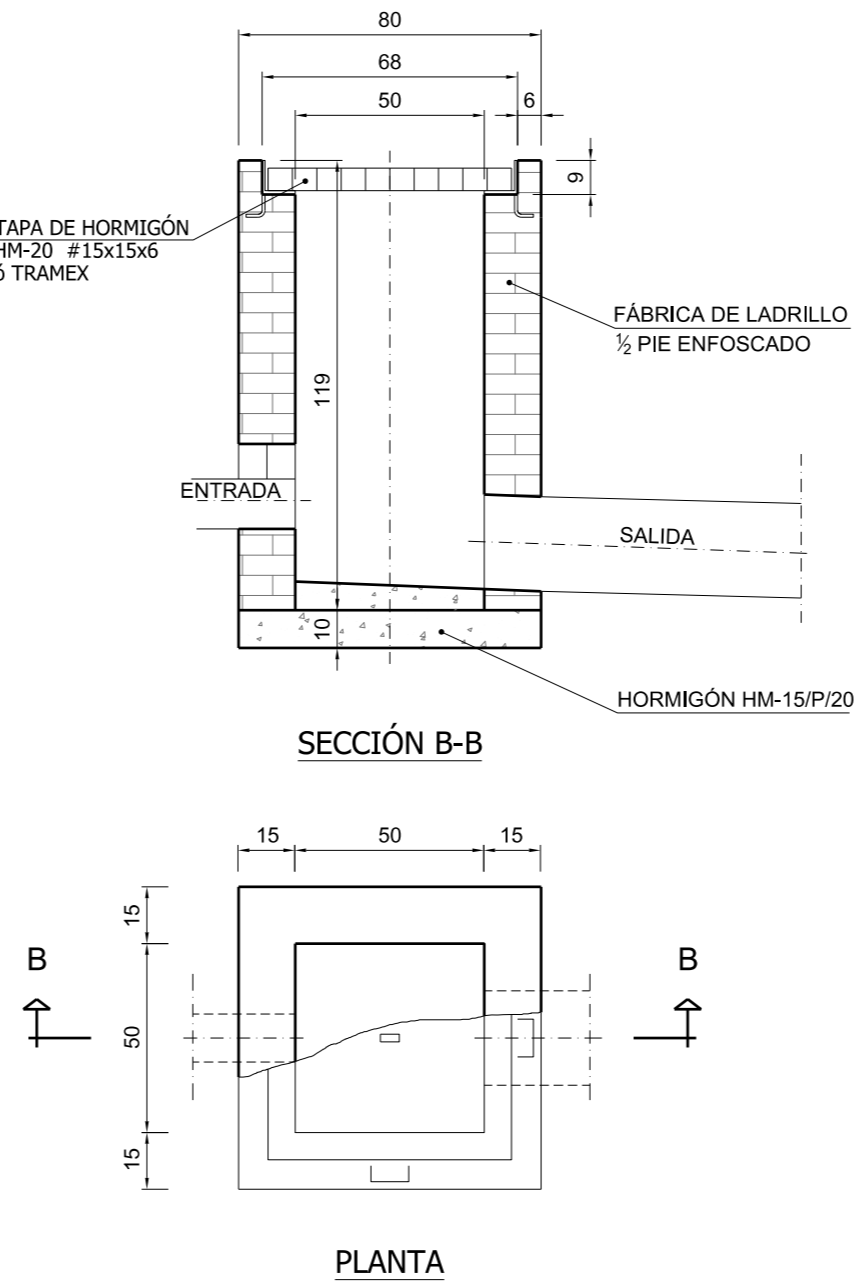 80
68
50
6
9
TAPA DE HORMIGÓN
HM-20 #15x15x6
ó TRAMEX
FÁBRICA DE LADRILLO
½ PIE ENFOSCADO
119
ENTRADA
SALIDA
10
HORMIGÓN HM-15/P/20
SECCIÓN B-B
15
50
15
15
B
B
50
15
PLANTA